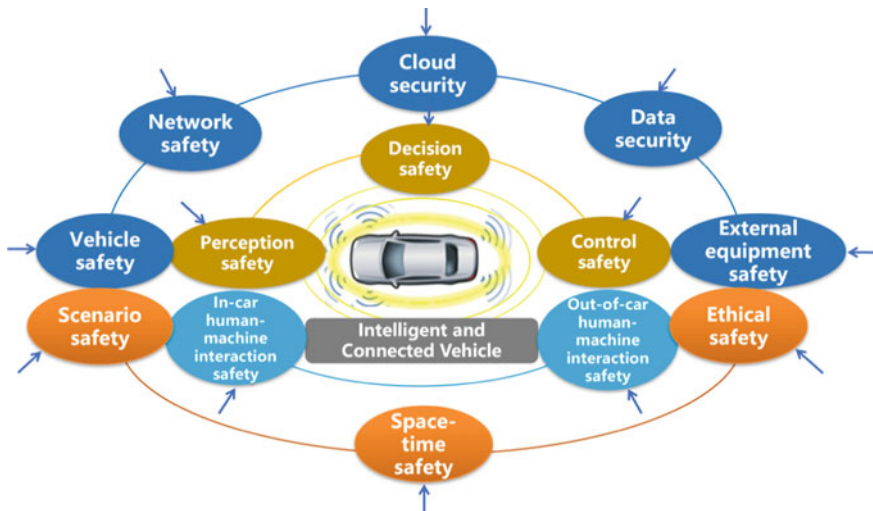 Cloud
security
Network
safety
Data
security
Decision
safety
Vehicle
safety
Perception
safety
Control
safety
External
equipment
safety
Scenario
safety
In-car
human-
machine
interaction
safety
Intelligent and
Connected Vehicle
Out-of-car
human-
machine
interaction
safety
Ethical
safety
Space-
time
safety